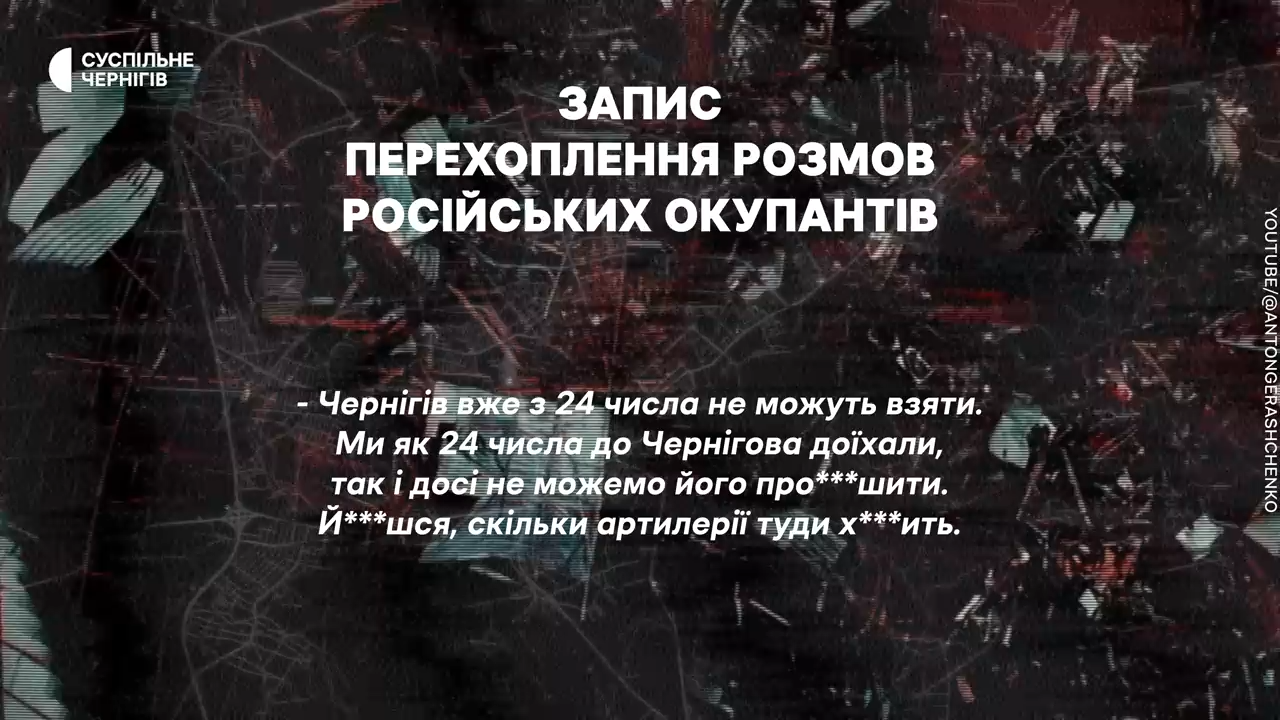 СУСПІЛЬНЕ
ЧЕРНІГІВ
ЗАПИС
ПЕРЕХОПЛЕННЯ РОЗМОВ
РОСІЙСЬКИХ ОКУПАНТІВ
- Чернігів вже з 24 числа не можуть взяти.
Ми як 24 числа до Чернігова доїхали,
так і досі не можемо його про***шити.
Й***шся, скільки артилерії туди х***ить.
YOUTUBE/@ANTONGERASHCHENKO